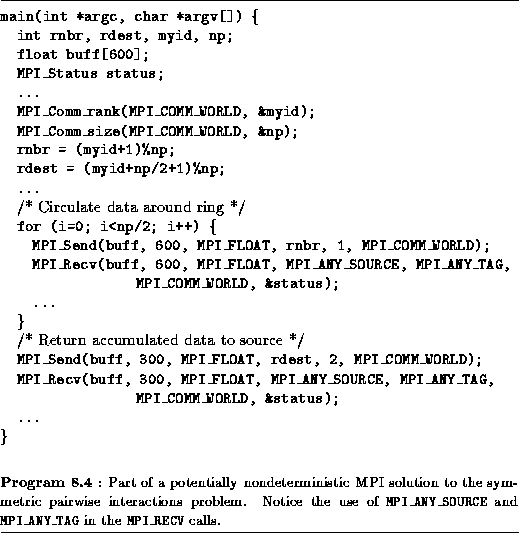 main(int *argc, char *argv[]) {
int rnbr, rdest, myid, np;
float buff[600];
MPI_Status status;
...
MPI_Comm_rank(MPI_COMM_WORLD, &myid);
MPI_Comm_size(MPI_COMM_WORLD, &np);
rnbr = (myid+1)%np;
rdest = (myid+np/2+1)%np;
...
/* Circulate data around ring */
for (i=0; i<np/2; i++) {
MPI_Send(buff, 600, MPI_FLOAT, rnbr, 1, MPI_COMM_WORLD);
MPI_Recv(buff, 600, MPI_FLOAT, MPI_ANY_SOURCE, MPI_ANY_TAG,
MPI_COMM_WORLD, &status);
...
}
/* Return accumulated data to source */
MPI_Send(buff, 300, MPI_FLOAT, rdest, 2, MPI_COMM_WORLD);
MPI_Recv(buff, 300, MPI_FLOAT, MPI_ANY_SOURCE, MPI_ANY_TAG,
MPI_COMM_WORLD, &status);
...
}
Program 8.4 : Part of a potentially nondeterministic MPI solution to the sym-
metric pairwise interactions problem. Notice the use of MPI_ANY_SOURCE and
MPI_ANY_TAG in the MPI_RECV calls.